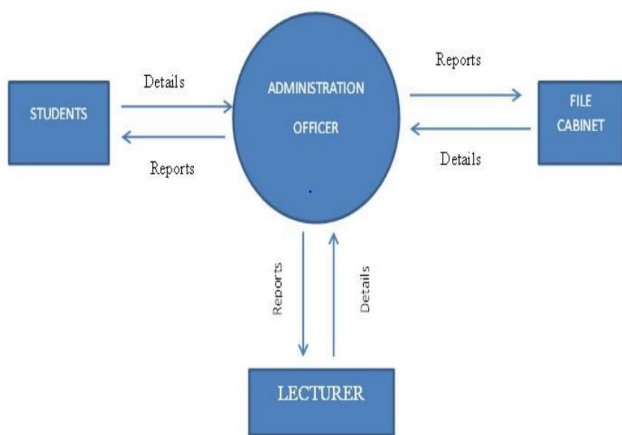 STUDENTS
Details
Reports
ADMINISTRATION
OFFICER
Reports
Details
FILE
CABINET
Reports
Details
LECTURER